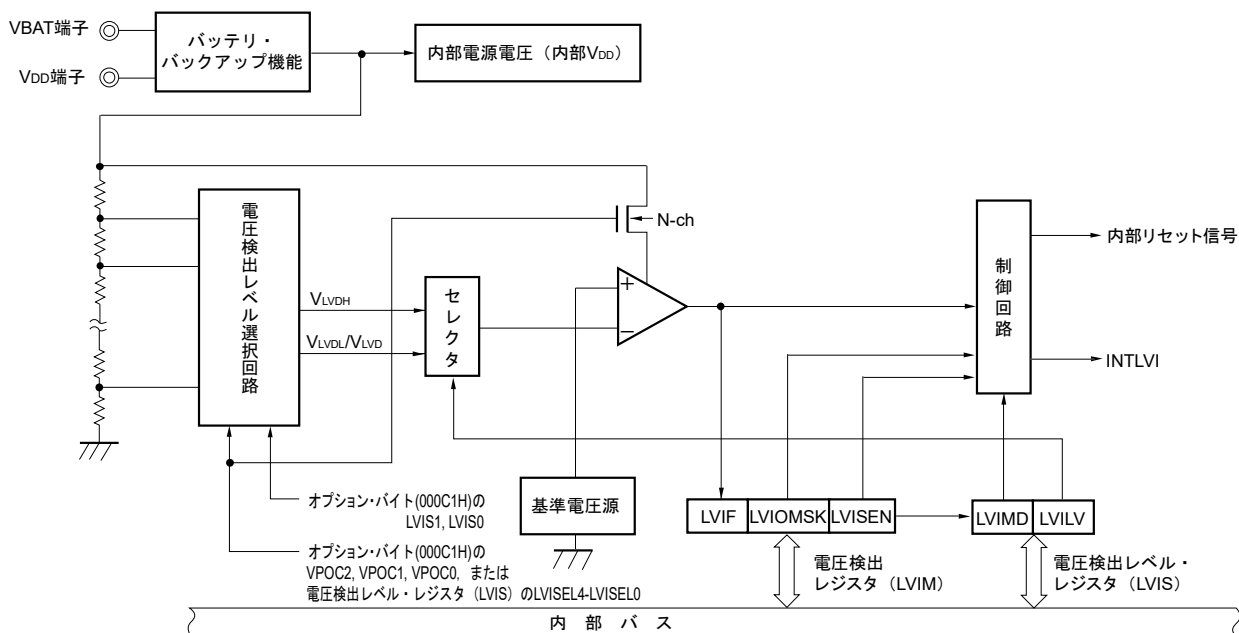 VBAT端子
VDD端子
バッテリ・
バックアップ機能
内部電源電圧（内部VDD）
電圧検出レベル選択回路
N-ch
VLVDH
VLVDL/VLVD
セレクタ
+
−
制御回路
内部リセット信号
INTLVI
基準電圧源
オプション・バイト(000C1H)の
LVIS1, LVIS0
オプション・バイト(000C1H)の
VPOC2, VPOC1, VPOC0, または
電圧検出レベル・レジスタ（LVIS）のLVISEL4-LVISEL0
LVIF LVIOMSK LVISEN
LVIMD LVILV
電圧検出
レジスタ（LVIM）
電圧検出レベル・
レジスタ（LVIS）
内 部 バ ス